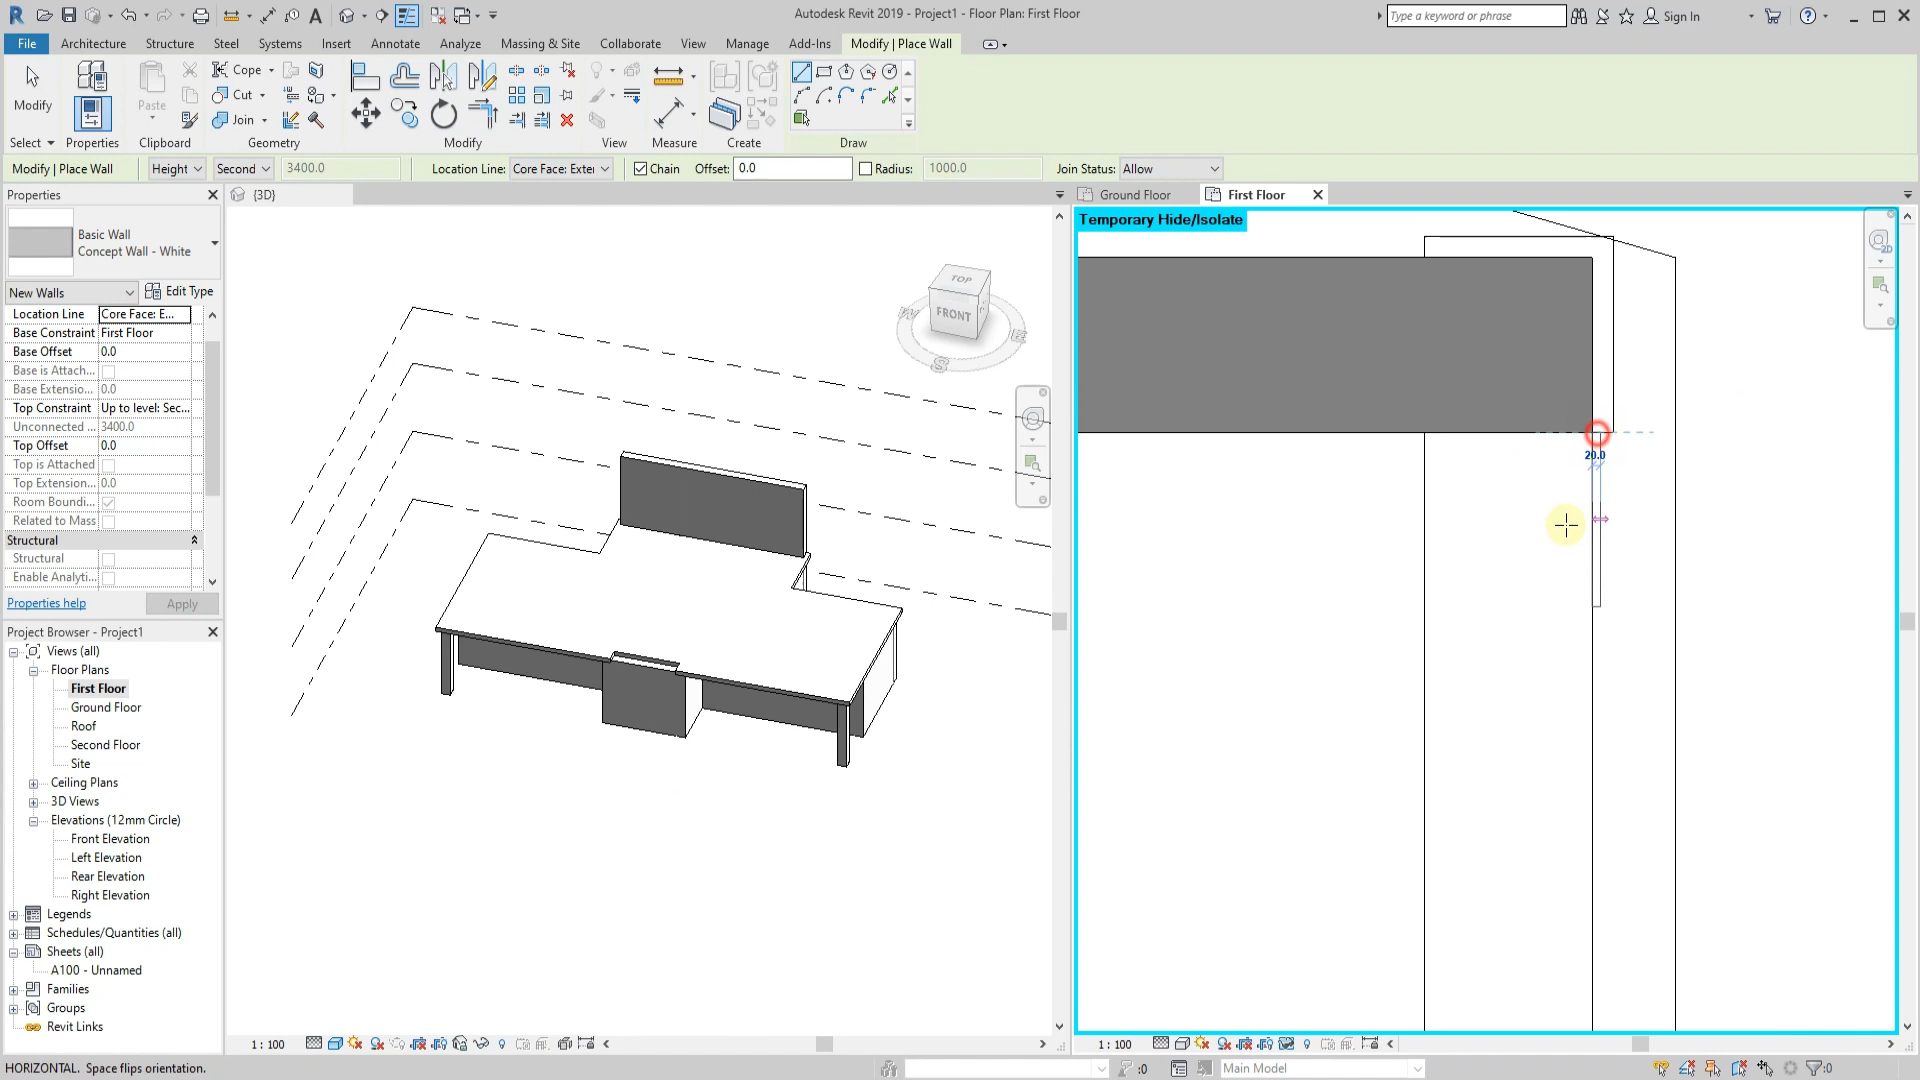 Autodesk Revit 2019 - Project1 - Floor Plan: First Floor
Type a keyword or phrase
Sign In
File Architecture Structure Steel Systems Insert Annotate Analyze Massing & Site Collaborate View Manage Add-Ins Modify | Place Wall
Modify
Paste
Cope
Cut
Join
Select Properties Clipboard Geometry Modify View Measure Create Draw
Modify | Place Wall Height Second 3400.0 Location Line: Core Face: Exter Chain Offset: 0.0 Radius: 1000.0 Join Status: Allow
Properties
Basic Wall
Concept Wall - White
New Walls Edit Type
Location Line Core Face: E...
Base Constraint First Floor
Base Offset 0.0
Base is Attach...
Base Extensio... 0.0
Top Constraint Up to level: Sec...
Unconnected ... 3400.0
Top Offset 0.0
Top is Attached
Top Extension... 0.0
Room Boundi...
Related to Mass
Structural
Structural
Enable Analyti...
Properties help Apply
Project Browser - Project1
Views (all)
Floor Plans
First Floor
Ground Floor
Roof
Second Floor
Site
Ceiling Plans
3D Views
Elevations (12mm Circle)
Front Elevation
Left Elevation
Rear Elevation
Right Elevation
Legends
Schedules/Quantities (all)
Sheets (all)
A100 - Unnamed
Families
Groups
Revit Links
{3D}
TOP
FRONT
W
S
E
1 : 100
Ground Floor First Floor
Temporary Hide/Isolate
2D
20.0
1 : 100
HORIZONTAL. Space flips orientation.
:0
Main Model
:0